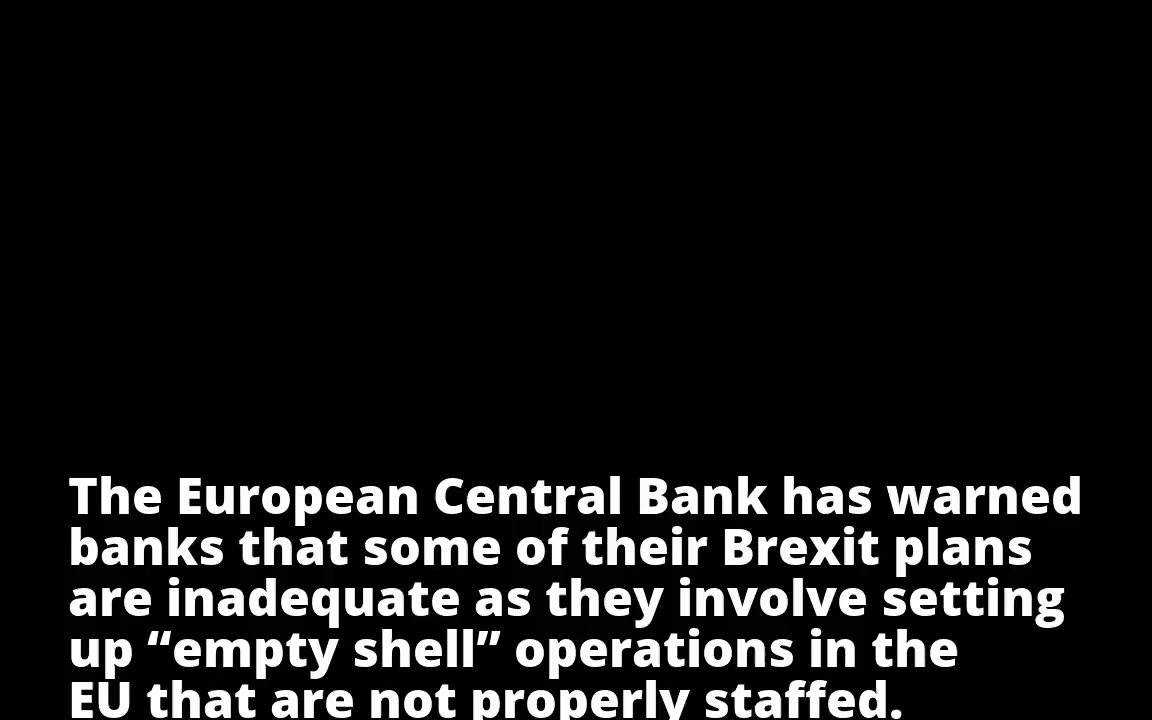 The European Central Bank has warned
banks that some of their Brexit plans
are inadequate as they involve setting
up “empty shell” operations in the
EU that are not properly staffed.